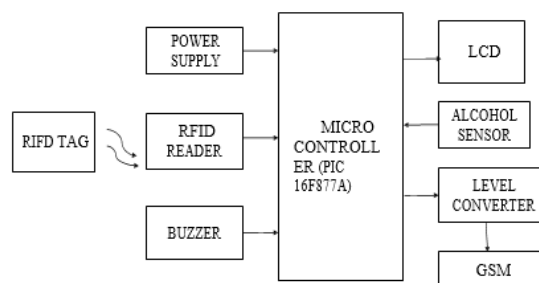 POWER
SUPPLY
LCD
RIFD TAG
RFID
READER
MICRO
CONTROLL
ER (PIC
16F877A)
ALCOHOL
SENSOR
BUZZER
LEVEL
CONVERTER
GSM